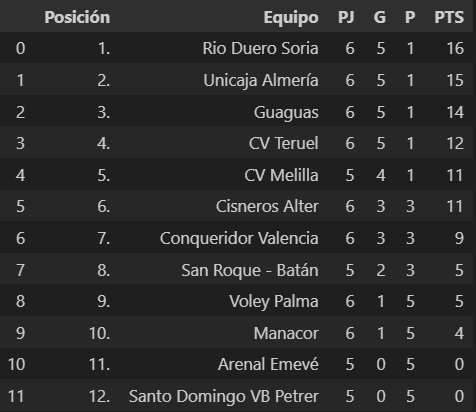 Posición Equipo PJ G P PTS
0 1. Rio Duero Soria 6 5 1 16
1 2. Unicaja Almería 6 5 1 15
2 3. Guaguas 6 5 1 14
3 4. CV Teruel 6 5 1 12
4 5. CV Melilla 5 4 1 11
5 6. Cisneros Alter 6 3 3 11
6 7. Conqueridor Valencia 6 3 3 9
7 8. San Roque - Batán 5 2 3 5
8 9. Voley Palma 6 1 5 5
9 10. Manacor 6 1 5 4
10 11. Arenal Emevé 5 0 5 0
11 12. Santo Domingo VB Petrer 5 0 5 0